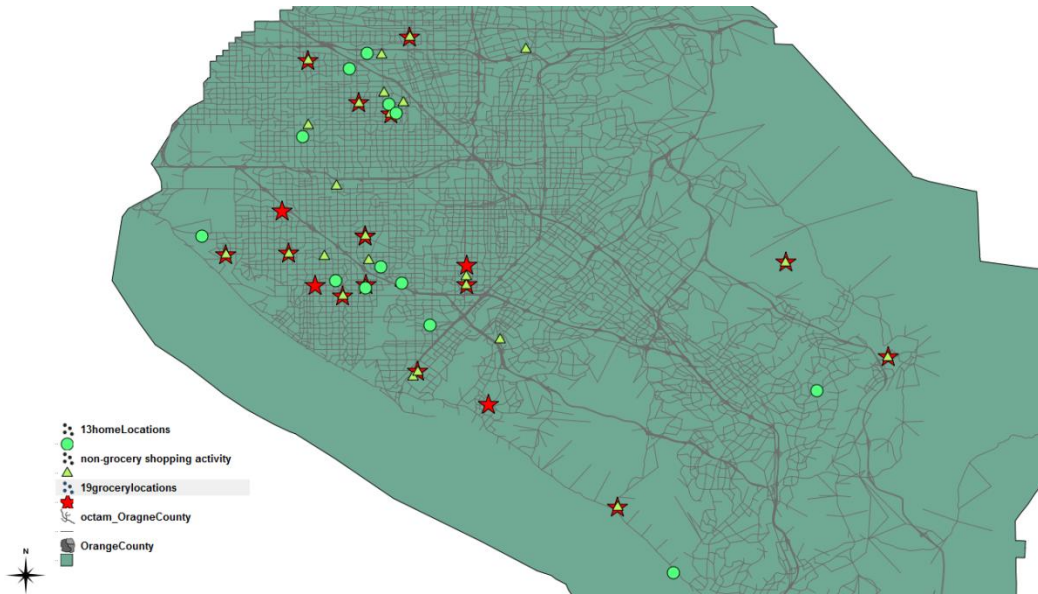 13homeLocations
non-grocery shopping activity
19grocerylocations
octam_OragneCounty
OrangeCounty
N